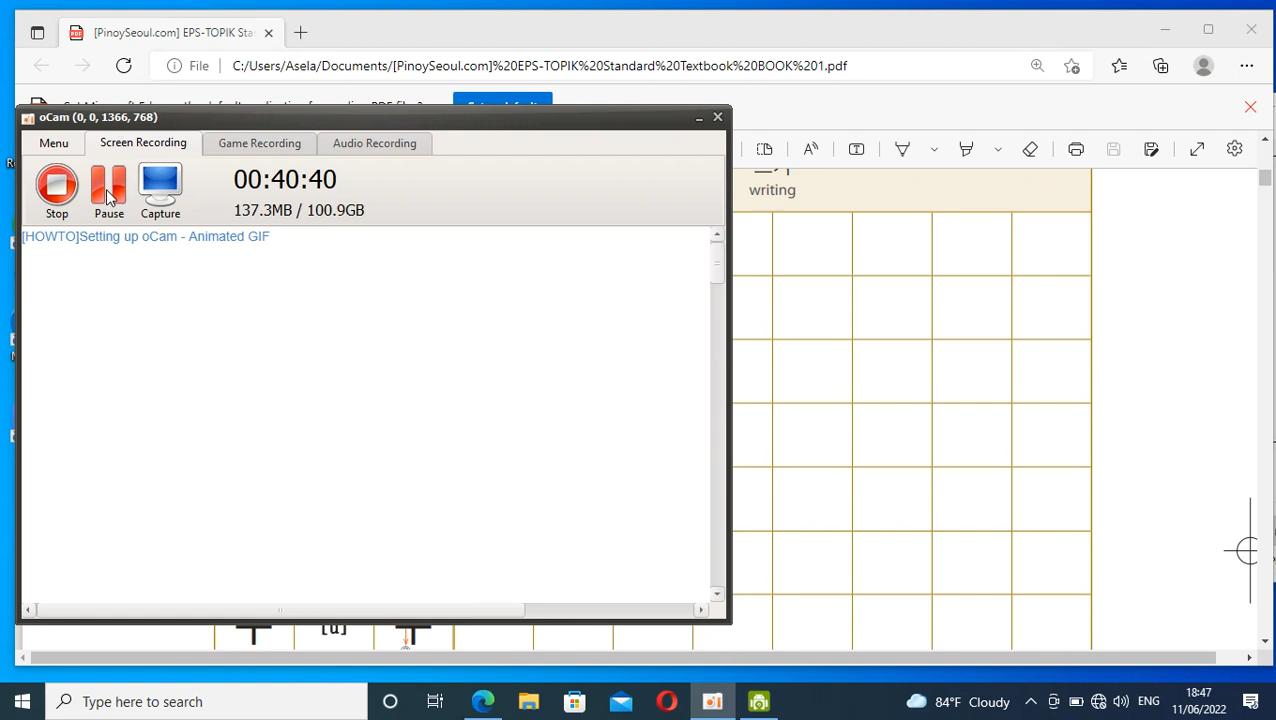 [PinoySeoul.com] EPS-TOPIK Sta
File
C:/Users/Asela/Documents/[PinoySeoul.com]%20EPS-TOPIK%20Standard%20Textbook%20BOOK%201.pdf
oCam (0, 0, 1366, 768)
Menu
Screen Recording
Game Recording
Audio Recording
Stop
Pause
Capture
00:40:40
137.3MB / 100.9GB
[HOWTO]Setting up oCam - Animated GIF
writing
ㅜ
[u]
ㅜ
Type here to search
84°F Cloudy
ENG
18:47
11/06/2022